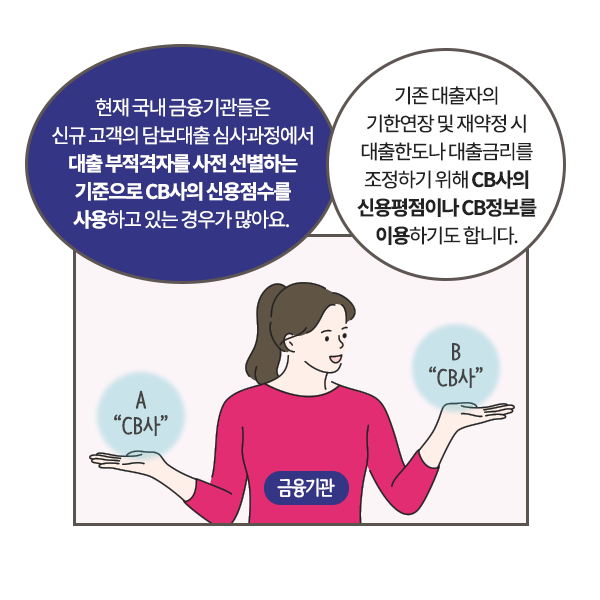 현재 국내 금융기관들은
신규 고객의 담보대출 심사과정에서
대출 부적격자를 사전 선별하는
기준으로 CB사의 신용점수를
사용하고 있는 경우가 많아요.
기존 대출자의
기한연장 및 재약정 시
대출한도나 대출금리를
조정하기 위해 CB사의
신용평점이나 CB정보를
이용하기도 합니다.
A
“CB사”
B
“CB사”
금융기관